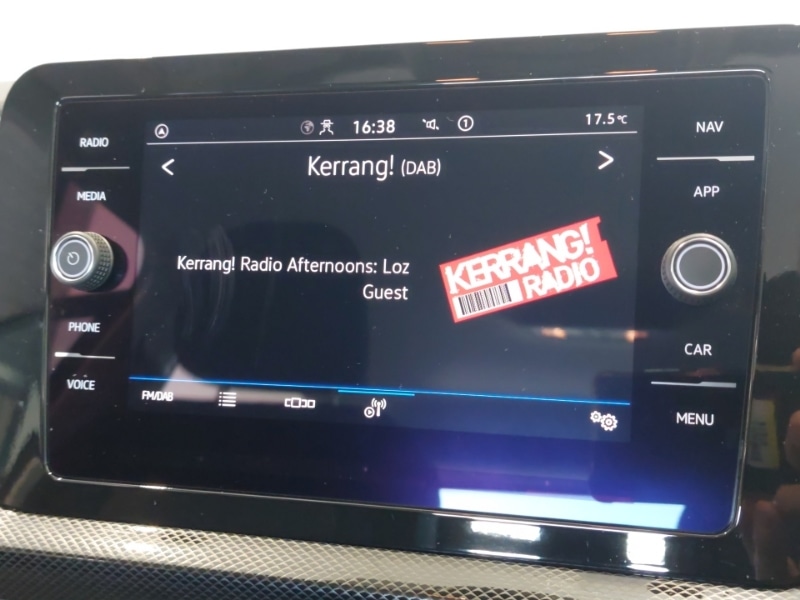 RADIO
MEDIA
PHONE
VOICE
16:38
1
17.5°C
< Kerrang! (DAB) >
Kerrang! Radio Afternoons: Loz
Guest
KERRANG!
RADIO
FM/DAB
NAV
APP
CAR
MENU